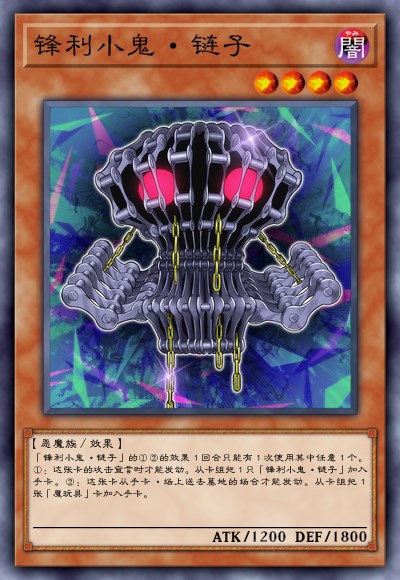 锋利小鬼·链子
やみ
闇
【恶魔族／效果】
「锋利小鬼·链子」的①②的效果1回合只能有1次使用其中任意1个。
①：这张卡的攻击宣言时才能发动。从卡组把1只「锋利小鬼·链子」加入
手卡。②：这张卡从手卡·场上送去墓地的场合才能发动。从卡组把1
张「魔玩具」卡加入手卡。
ATK/1200 DEF/1800